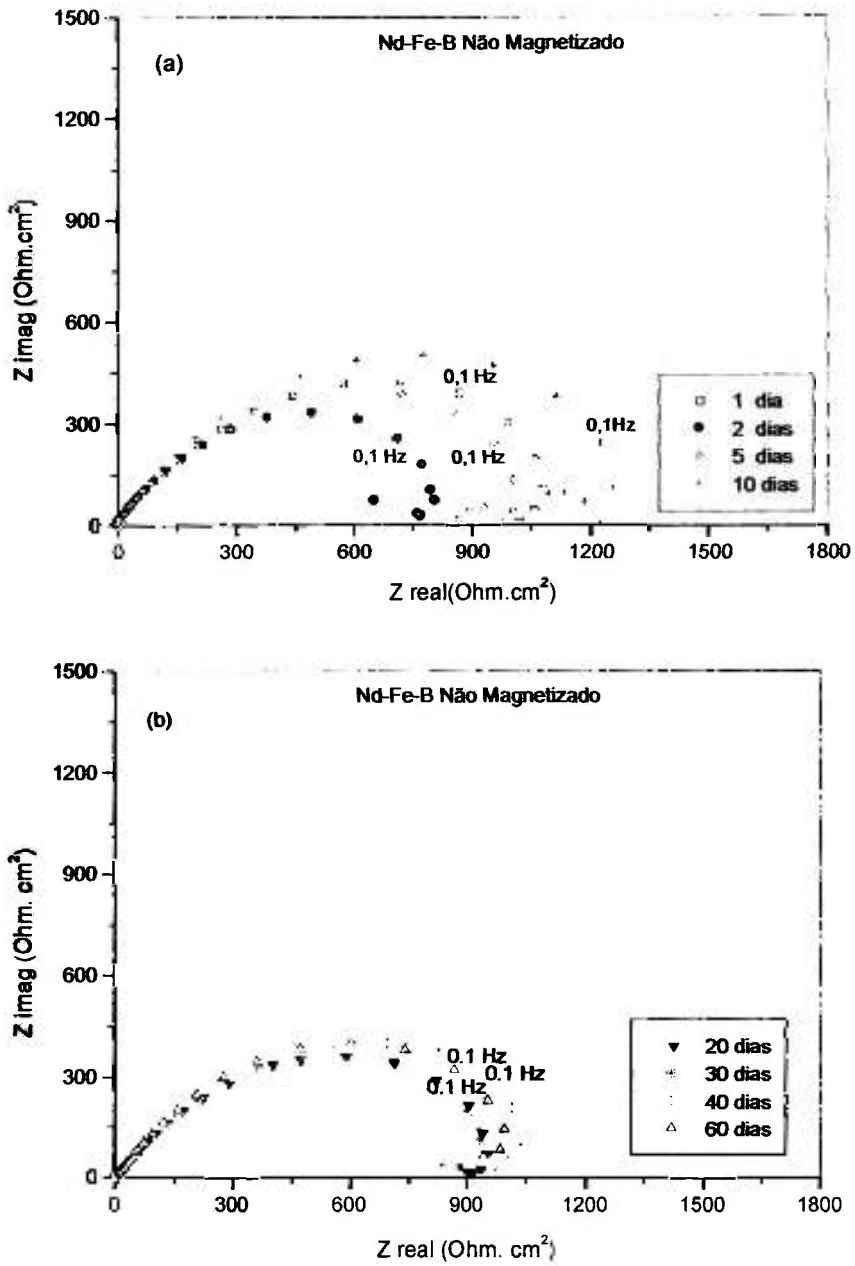 Nd-Fe-B Não Magnetizado
(a)
1500
1200
900
600
300
0
Z imag (Ohm.cm²)
0,1 Hz
0,1Hz
0,1 Hz
0,1 Hz
1 dia
2 dias
5 dias
10 dias
0
300
600
900
1200
1500
1800
Z real(Ohm.cm²)
Nd-Fe-B Não Magnetizado
(b)
1500
1200
900
600
300
0
Z imag (Ohm. cm²)
0.1 Hz
0.1 Hz
0.1 Hz
20 dias
30 dias
40 dias
60 dias
0
300
600
900
1200
1500
1800
Z real (Ohm. cm²)